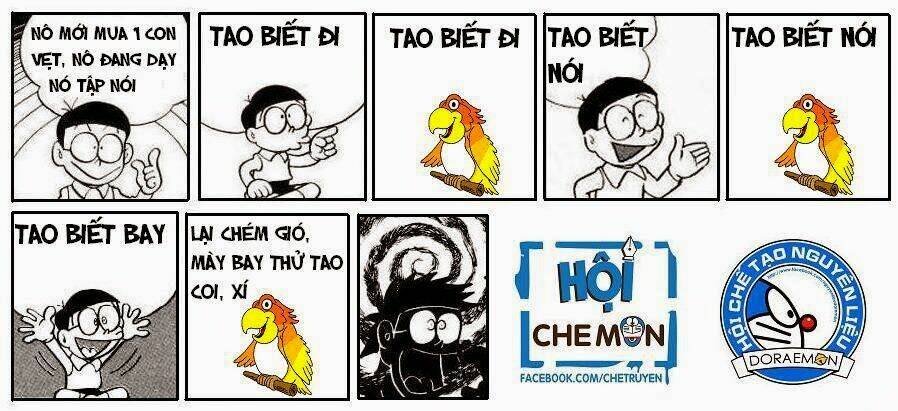 NÔ MỚI MUA 1 CON
VẸT, NÔ ĐANG DẠY
NÓ TẬP NÓI
TAO BIẾT ĐI
TAO BIẾT ĐI
TAO BIẾT
NÓI
TAO BIẾT NÓI
TAO BIẾT BAY
LẠI CHÉM GIÓ,
MÀY BAY THỬ TAO
COI, XÍ
HỘI
CHE MON
FACEBOOK.COM/CHETRUYEN
HỘI CHẾ TẠO NGUYÊN LIỆU
DORAEMON